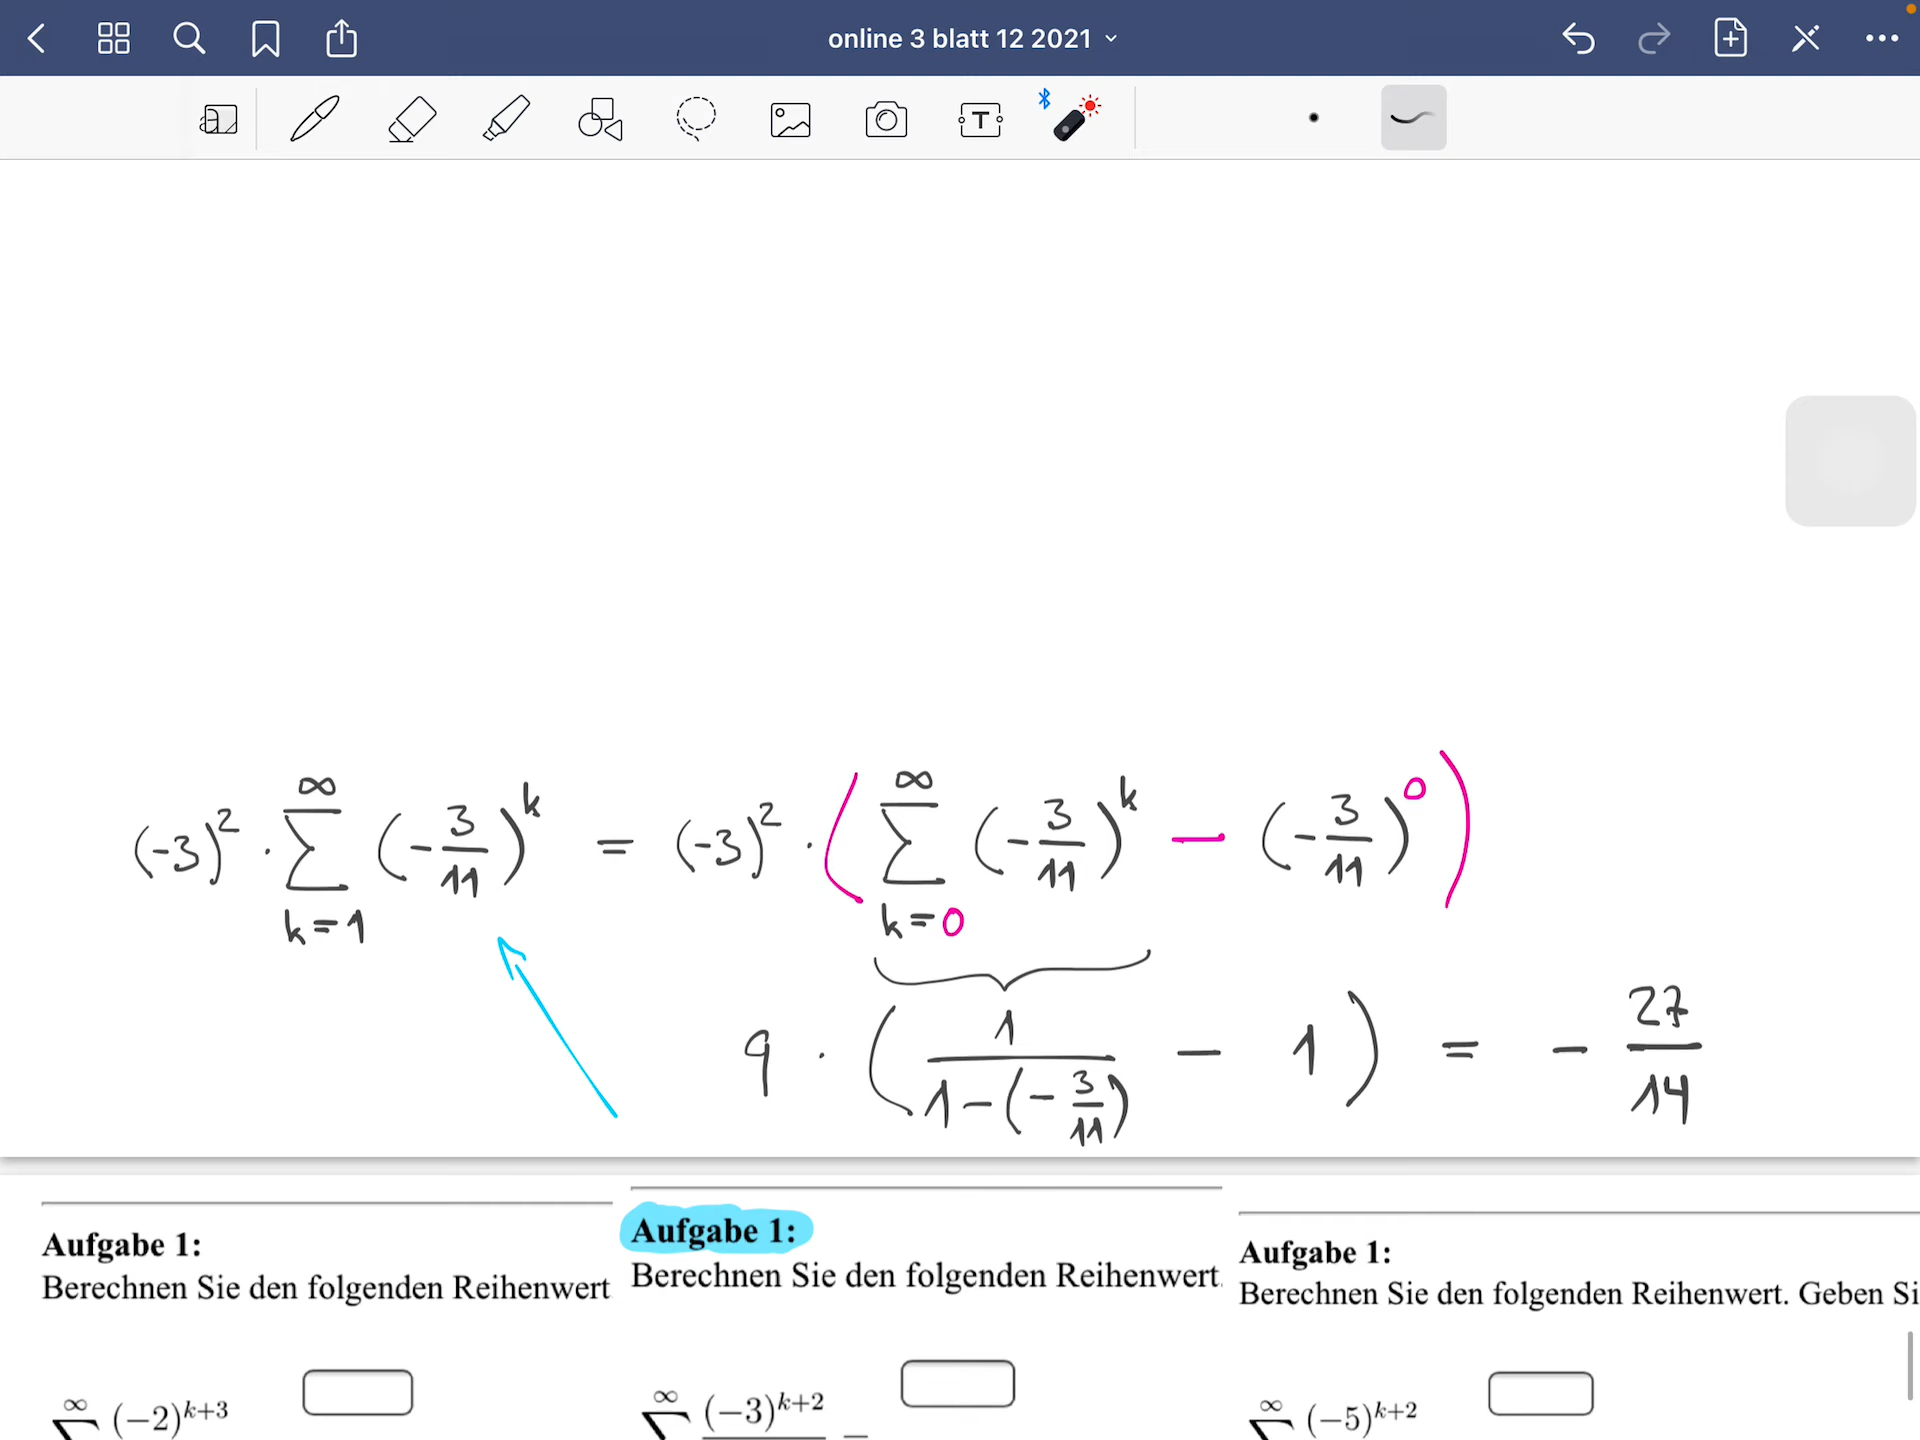 online 3 blatt 12 2021
T
(-3)² · ∑_{k=1}^{∞} (-3/11)^k = (-3)² · ( ∑_{k=0}^{∞} (-3/11)^k - (-3/11)^0 )
9 · ( 1/(1-(-3/11)) - 1 ) = - 27/14
Aufgabe 1:
Berechnen Sie den folgenden Reihenwert
∑^{∞} (−2)^{k+3}
Aufgabe 1:
Berechnen Sie den folgenden Reihenwert.
∑^{∞} (−3)^{k+2}
Aufgabe 1:
Berechnen Sie den folgenden Reihenwert. Geben Si
∑^{∞} (−5)^{k+2}